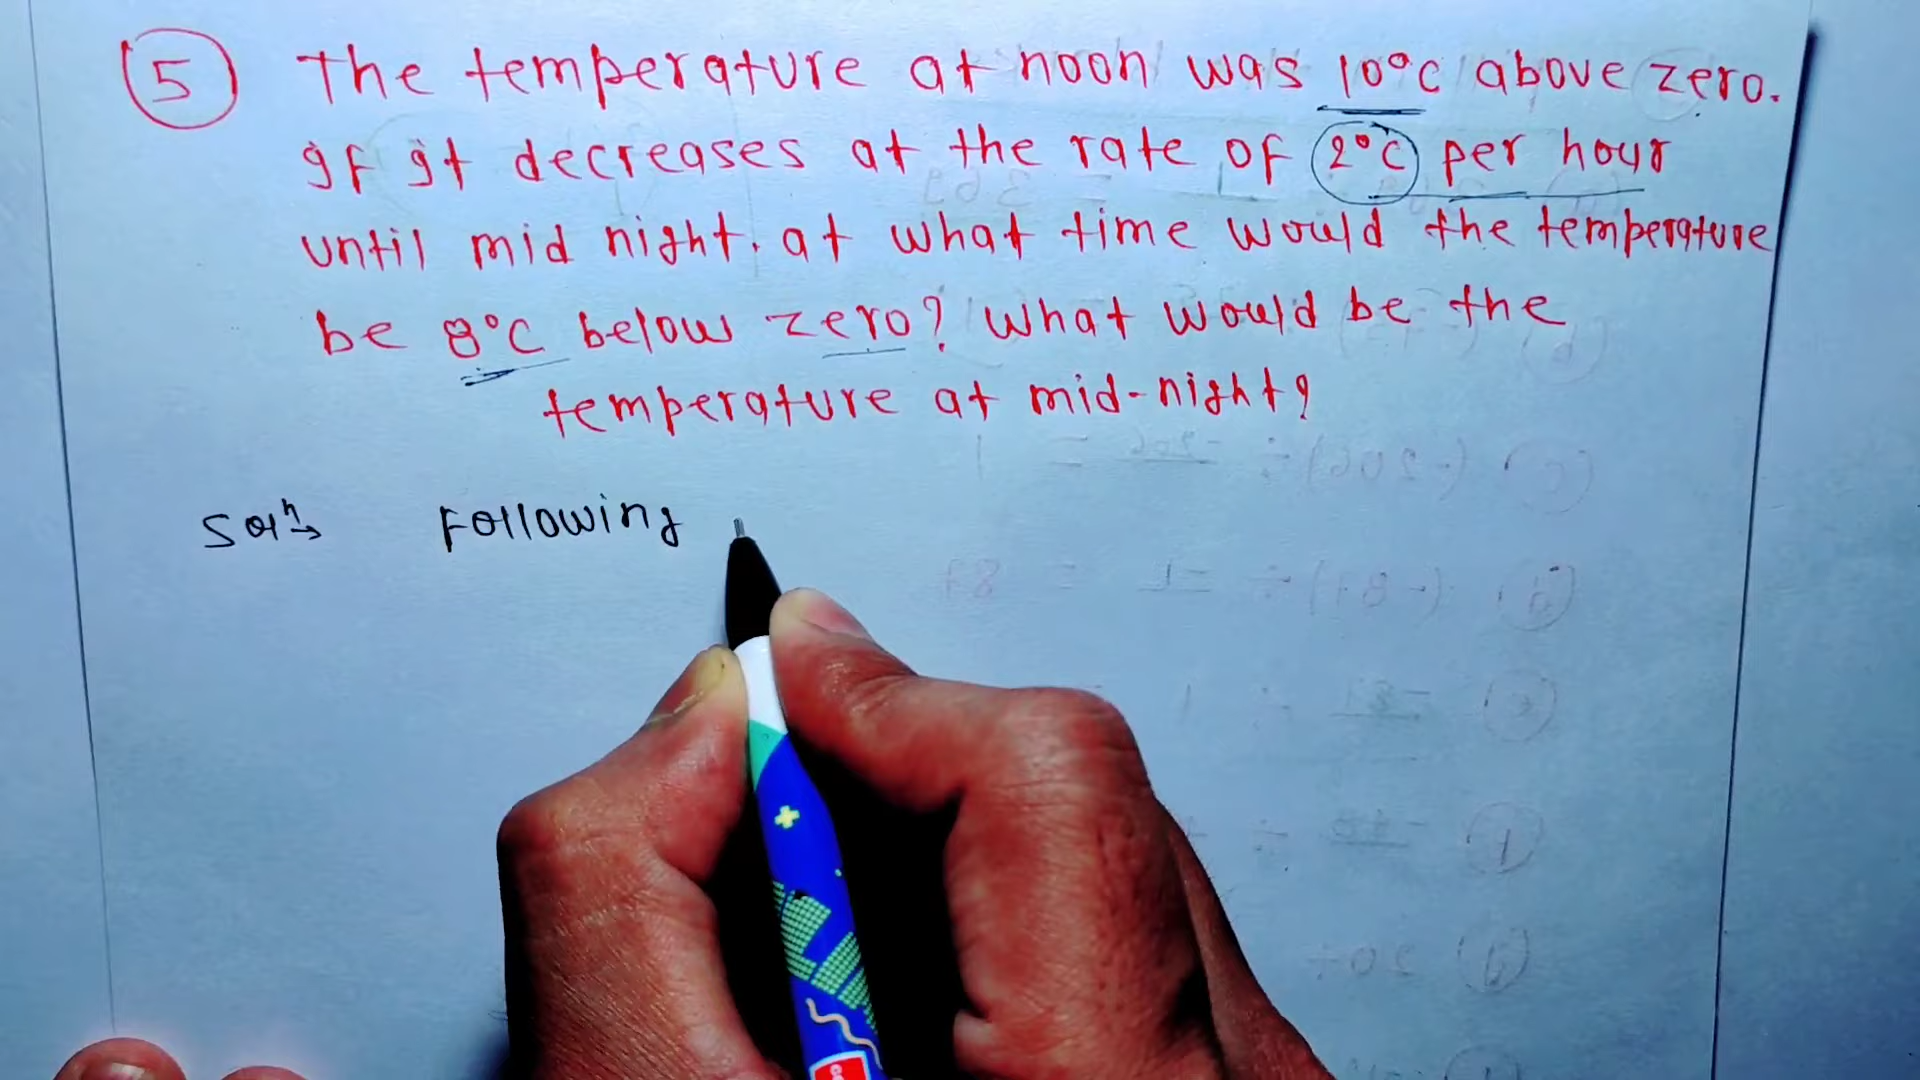 5 The temperature at noon was 10°C above zero.
If It decreases at the rate of 2°C per hour
until mid night. at what time would the temperature
be 8°C below zero? What would be the
temperature at mid-night?
Solⁿ→ Following